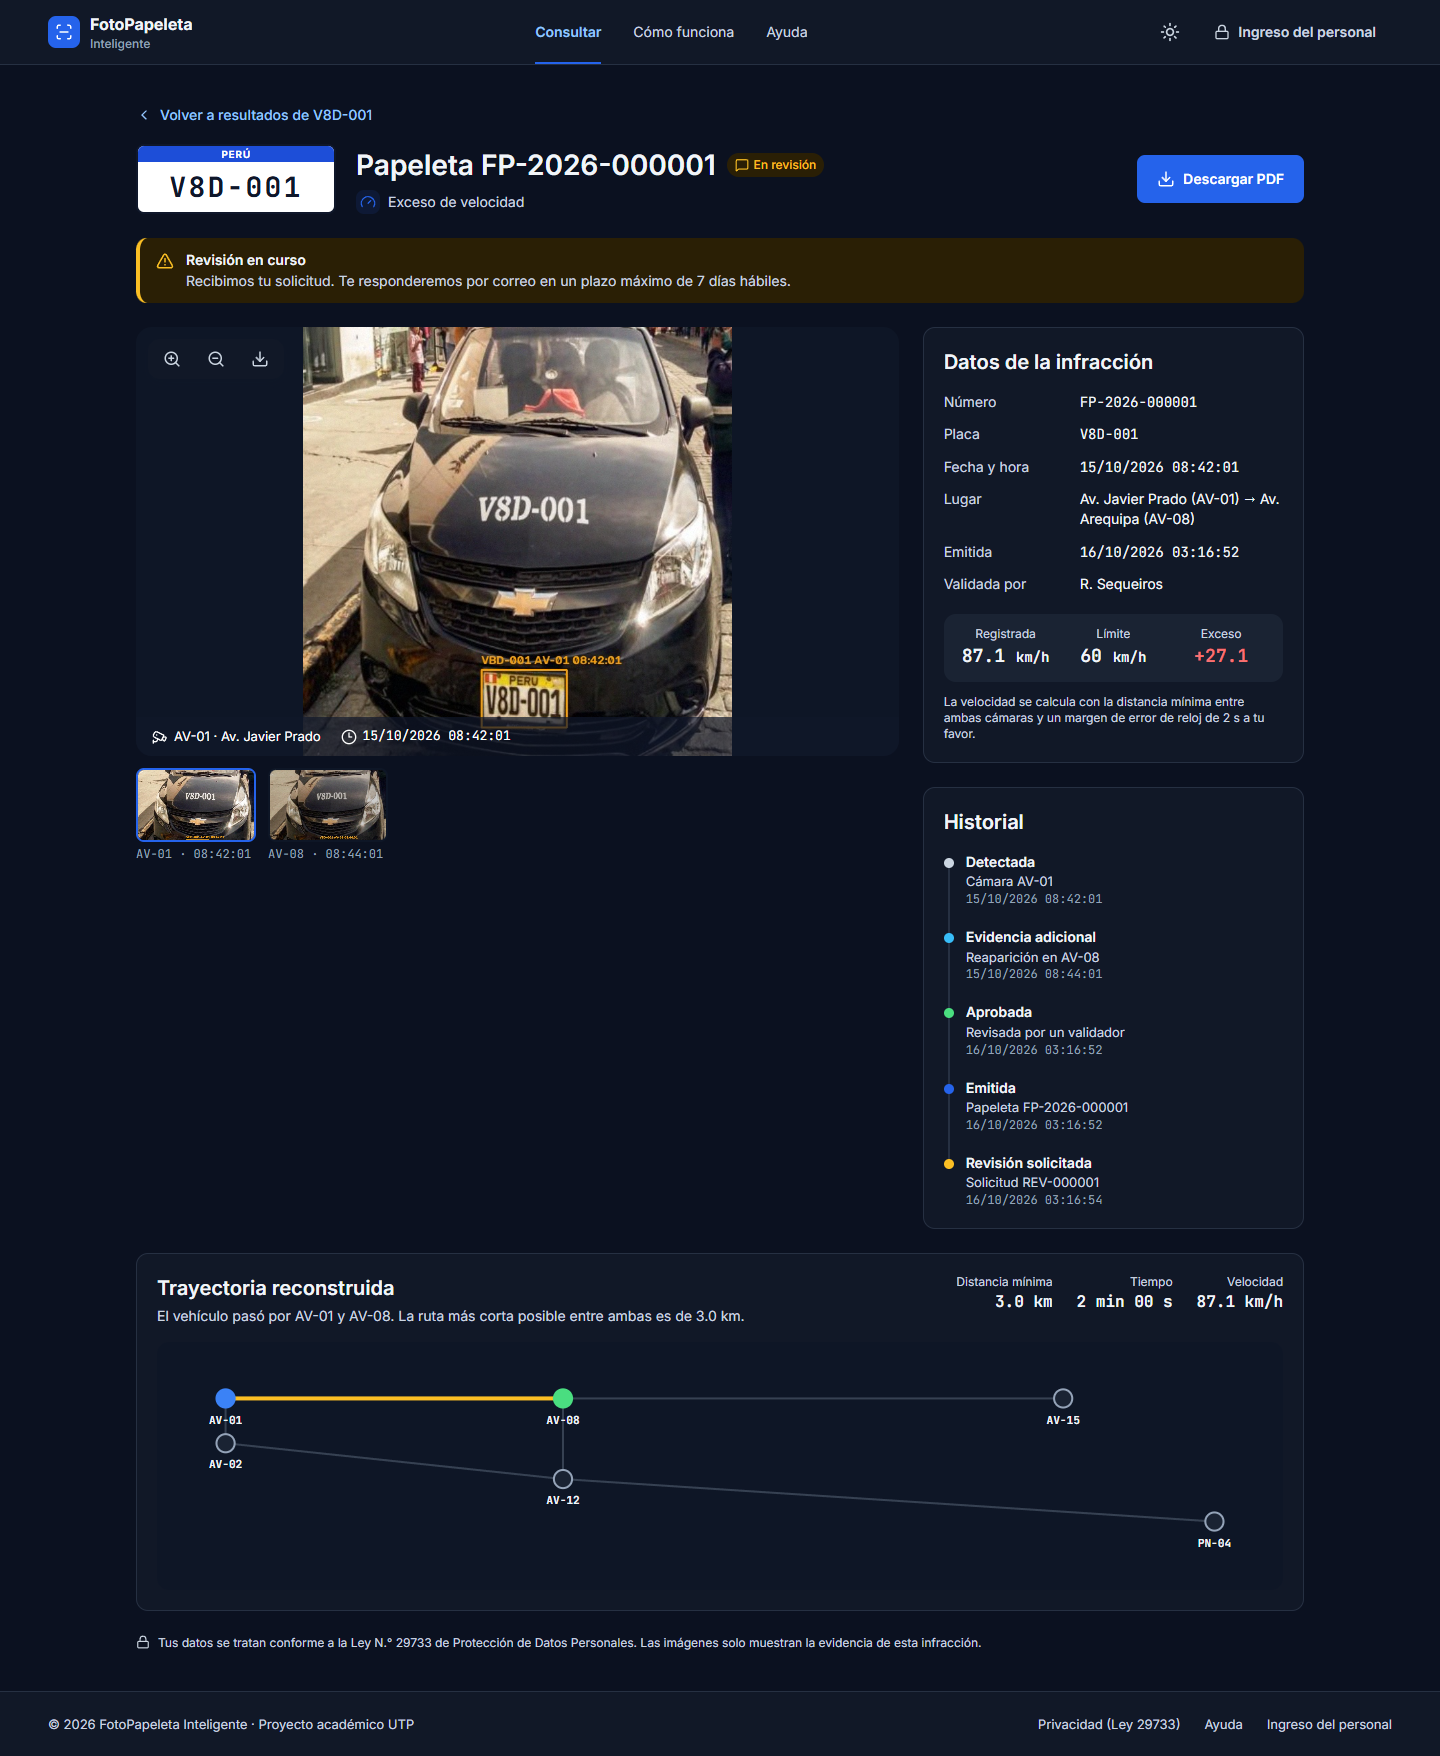 FotoPapeleta
Inteligente
Consultar
Cómo funciona
Ayuda
Ingreso del personal
Volver a resultados de V8D-001
PERÚ
V8D-001
Papeleta FP-2026-000001
En revisión
Exceso de velocidad
Descargar PDF
Revisión en curso
Recibimos tu solicitud. Te responderemos por correo en un plazo máximo de 7 días hábiles.
V8D-001
V8D-001 AV-01 08:42:01
PERU
V8D-001
AV-01 · Av. Javier Prado
15/10/2026 08:42:01
V8D-001
V8D-001
AV-01 · 08:42:01
AV-08 · 08:44:01
Datos de la infracción
Número
FP-2026-000001
Placa
V8D-001
Fecha y hora
15/10/2026 08:42:01
Lugar
Av. Javier Prado (AV-01) → Av.
Arequipa (AV-08)
Emitida
16/10/2026 03:16:52
Validada por
R. Sequeiros
Registrada
87.1 km/h
Límite
60 km/h
Exceso
+27.1
La velocidad se calcula con la distancia mínima entre
ambas cámaras y un margen de error de reloj de 2 s a tu
favor.
Historial
Detectada
Cámara AV-01
15/10/2026 08:42:01
Evidencia adicional
Reaparición en AV-08
15/10/2026 08:44:01
Aprobada
Revisada por un validador
16/10/2026 03:16:52
Emitida
Papeleta FP-2026-000001
16/10/2026 03:16:52
Revisión solicitada
Solicitud REV-000001
16/10/2026 03:16:54
Trayectoria reconstruida
El vehículo pasó por AV-01 y AV-08. La ruta más corta posible entre ambas es de 3.0 km.
Distancia mínima
3.0 km
Tiempo
2 min 00 s
Velocidad
87.1 km/h
AV-01
AV-08
AV-15
AV-02
AV-12
PN-04
Tus datos se tratan conforme a la Ley N.° 29733 de Protección de Datos Personales. Las imágenes solo muestran la evidencia de esta infracción.
© 2026 FotoPapeleta Inteligente · Proyecto académico UTP
Privacidad (Ley 29733)
Ayuda
Ingreso del personal